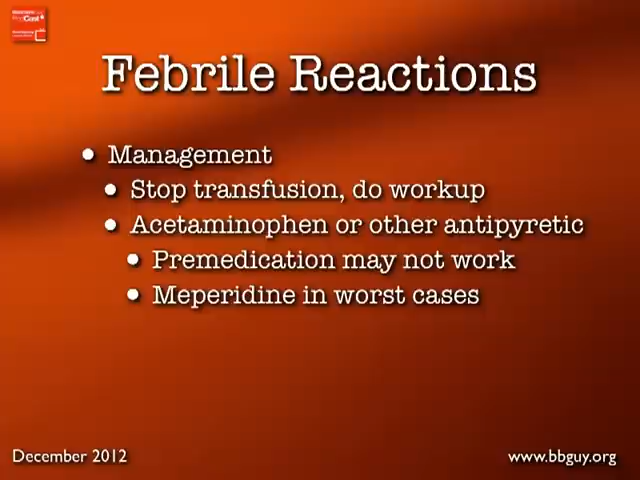 Febrile Reactions
• Management
• Stop transfusion, do workup
• Acetaminophen or other antipyretic
• Premedication may not work
• Meperidine in worst cases
December 2012
www.bbguy.org